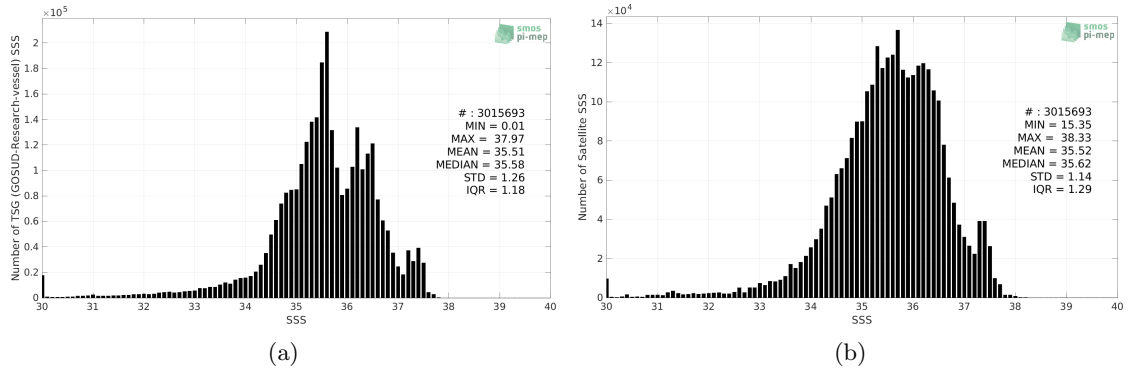 ×10⁵
smos
pi-mep
Number of TSG (GOSUD-Research-vessel) SSS
2
1.8
1.6
1.4
1.2
1
0.8
0.6
0.4
0.2
0
# : 3015693
MIN = 0.01
MAX = 37.97
MEAN = 35.51
MEDIAN = 35.58
STD = 1.26
IQR = 1.18
30 31 32 33 34 35 36 37 38 39 40
SSS
(a)
×10⁴
smos
pi-mep
Number of Satellite SSS
14
12
10
8
6
4
2
0
# : 3015693
MIN = 15.35
MAX = 38.33
MEAN = 35.52
MEDIAN = 35.62
STD = 1.14
IQR = 1.29
30 31 32 33 34 35 36 37 38 39 40
SSS
(b)